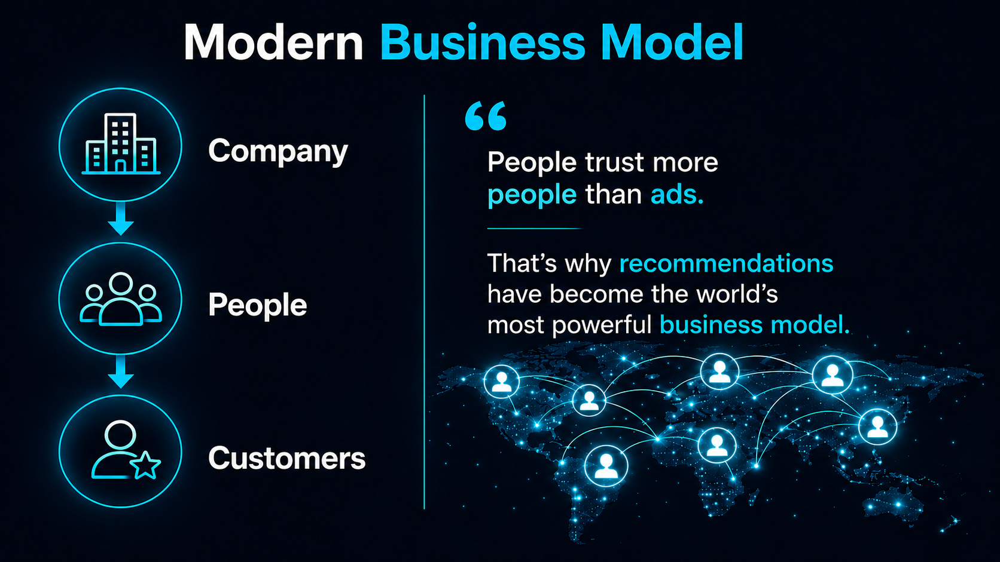 Modern Business Model
Company
People
Customers
“
People trust more
people than ads.
That’s why recommendations
have become the world’s
most powerful business model.